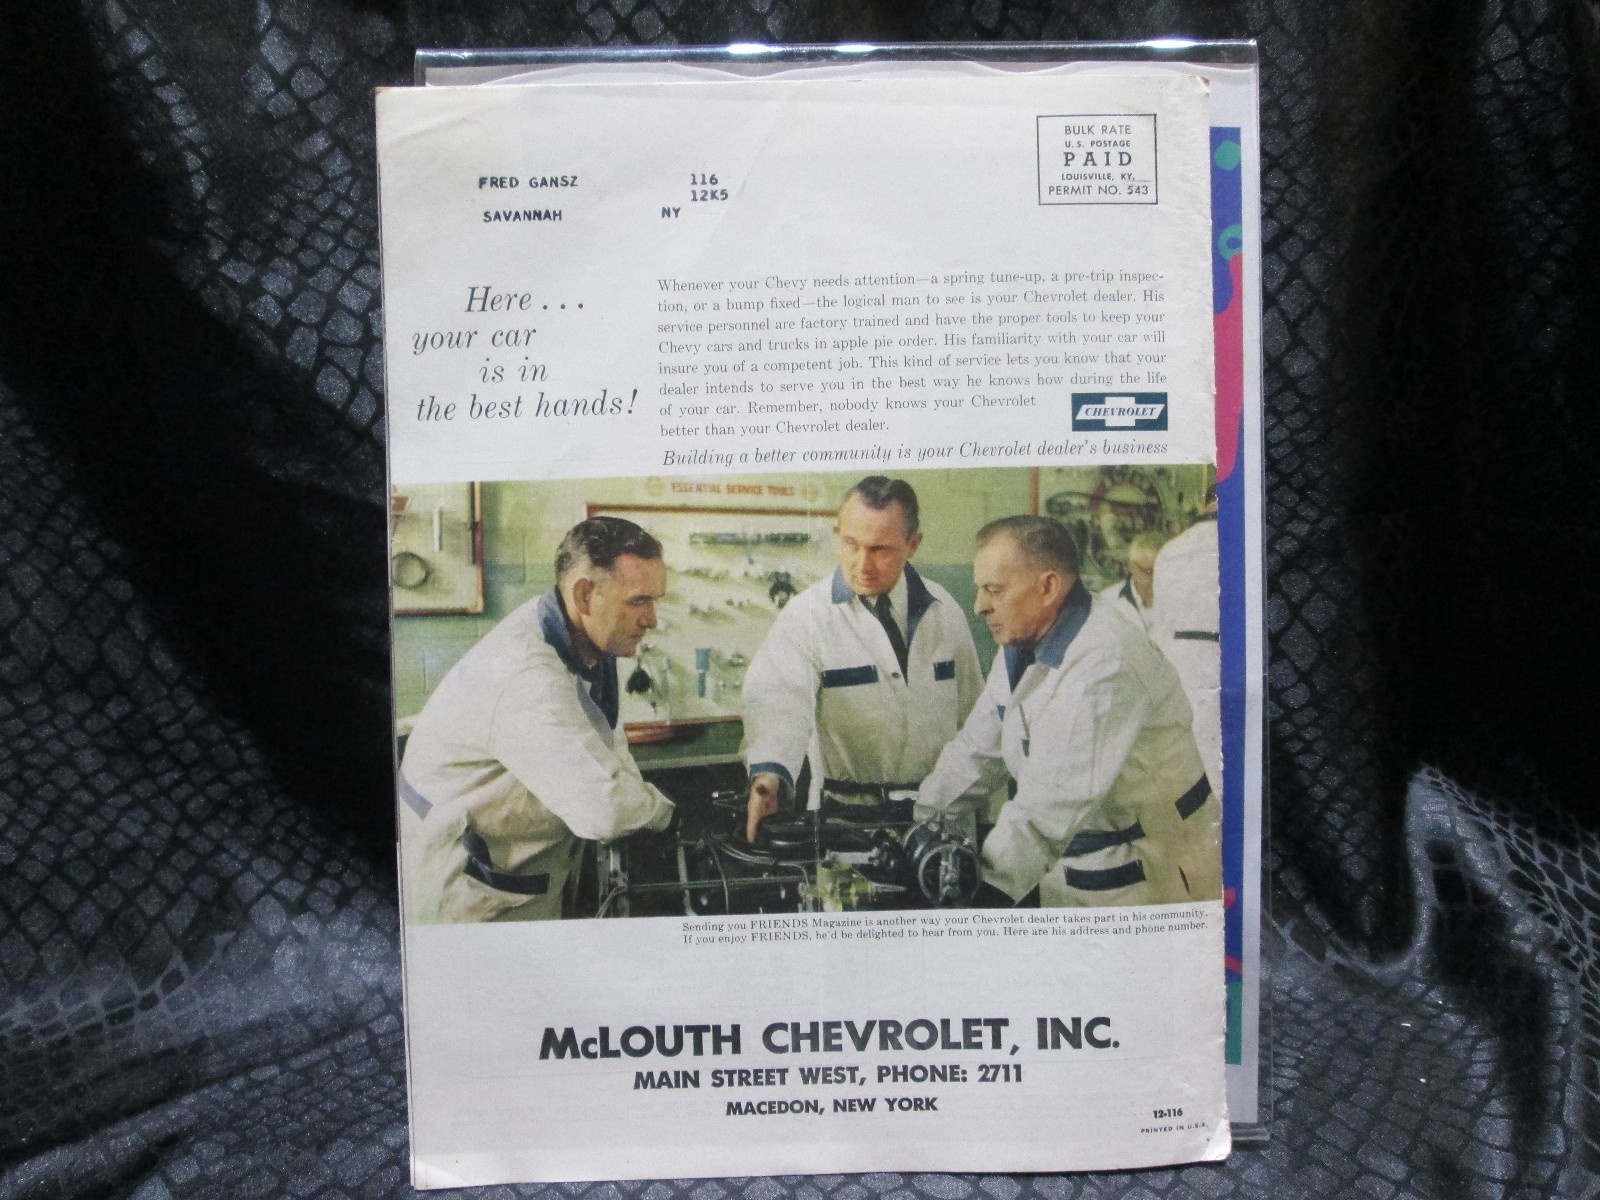 BULK RATE
U. S. POSTAGE
PAID
LOUISVILLE, KY.
PERMIT NO. 543
FRED GANSZ 116
12K5
SAVANNAH NY
Here . . .
your car
is in
the best hands!
Whenever your Chevy needs attention—a spring tune-up, a pre-trip inspec-
tion, or a bump fixed—the logical man to see is your Chevrolet dealer. His
service personnel are factory trained and have the proper tools to keep your
Chevy cars and trucks in apple pie order. His familiarity with your car will
insure you of a competent job. This kind of service lets you know that your
dealer intends to serve you in the best way he knows how during the life
of your car. Remember, nobody knows your Chevrolet
better than your Chevrolet dealer.
CHEVROLET
Building a better community is your Chevrolet dealer's business
ESSENTIAL SERVICE TOOLS
Sending you FRIENDS Magazine is another way your Chevrolet dealer takes part in his community.
If you enjoy FRIENDS, he'd be delighted to hear from you. Here are his address and phone number.
McLOUTH CHEVROLET, INC.
MAIN STREET WEST, PHONE: 2711
MACEDON, NEW YORK
12-116
PRINTED IN U.S.A.